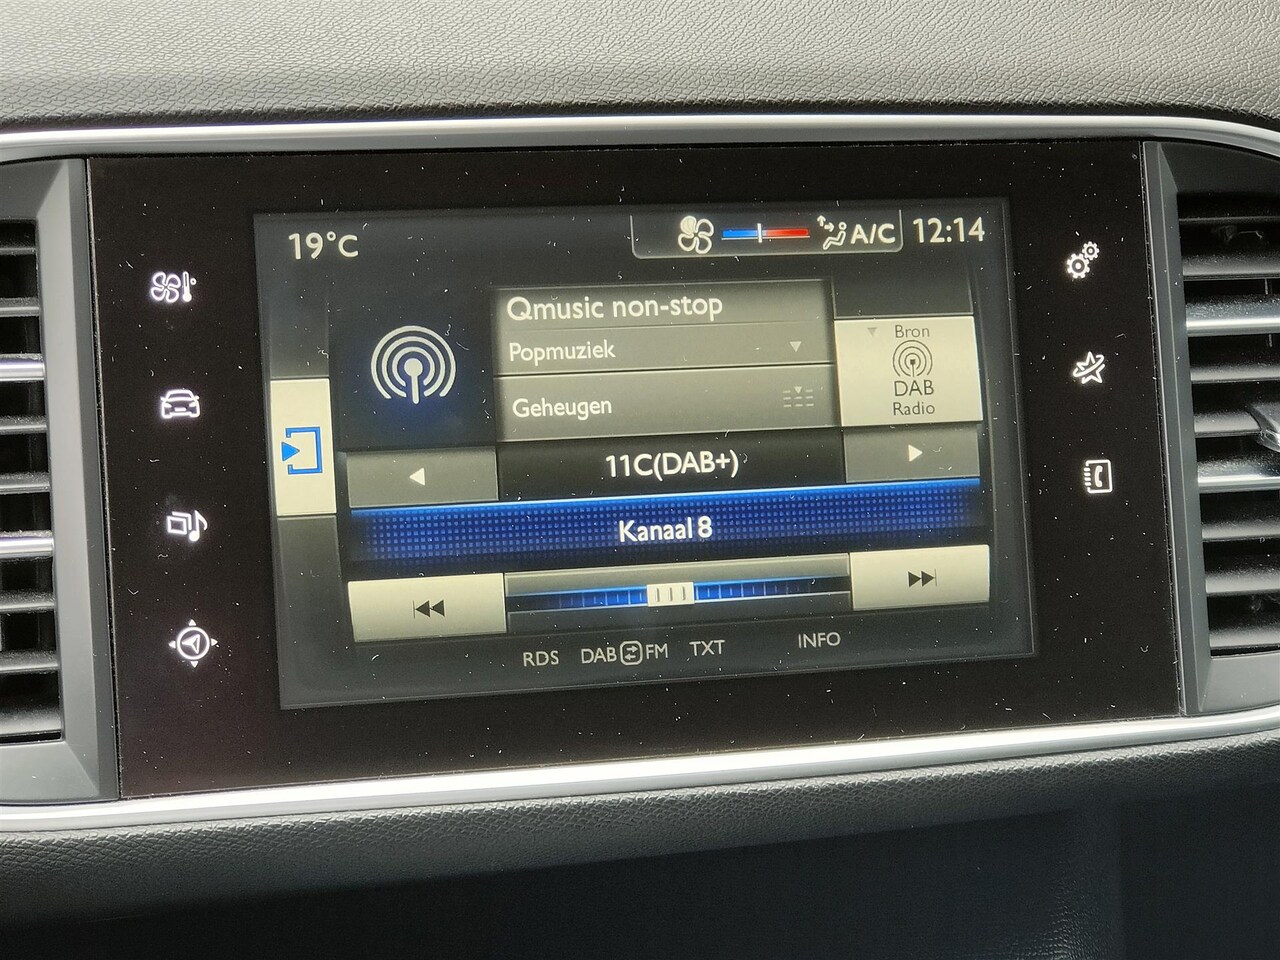 19°C
A/C 12:14
Qmusic non-stop
Popmuziek
Geheugen
Bron
DAB
Radio
11C(DAB+)
Kanaal 8
RDS DAB FM TXT INFO